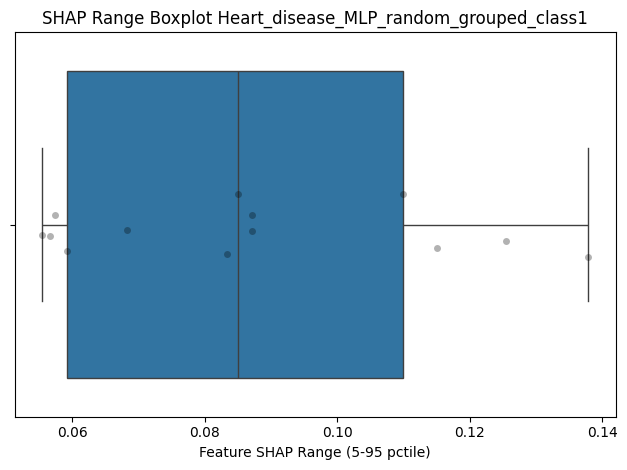 SHAP Range Boxplot Heart_disease_MLP_random_grouped_class1
0.06 0.08 0.10 0.12 0.14
Feature SHAP Range (5-95 pctile)